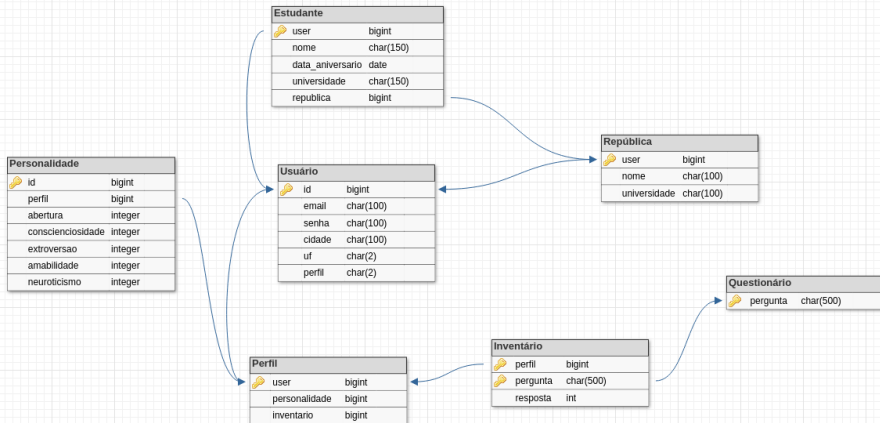 Estudante
user bigint
nome char(150)
data_aniversario date
universidade char(150)
republica bigint
República
user bigint
nome char(100)
universidade char(100)
Personalidade
id bigint
perfil bigint
abertura integer
conscienciosidade integer
extroversao integer
amabilidade integer
neuroticismo integer
Usuário
id bigint
email char(100)
senha char(100)
cidade char(100)
uf char(2)
perfil char(2)
Questionário
pergunta char(500)
Inventário
perfil bigint
pergunta char(500)
resposta int
Perfil
user bigint
personalidade bigint
inventario bigint